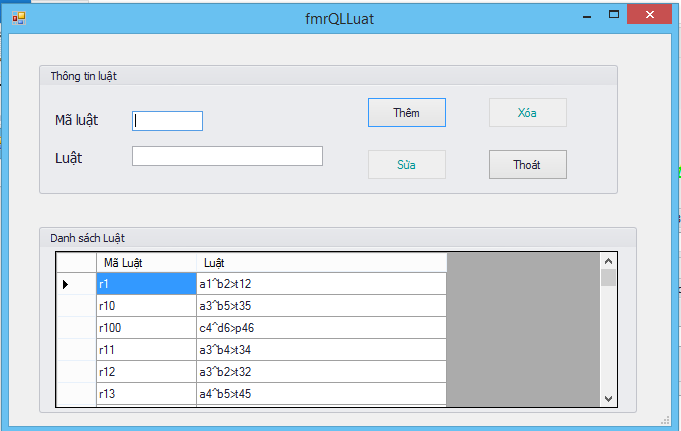 fmrQLLuat
Thông tin luật
Mã luật
Thêm
Xóa
Luật
Sửa
Thoát
Danh sách Luật
Mã Luật Luật
r1 a1^b2>t12
r10 a3^b5>t35
r100 c4^d6>p46
r11 a3^b4>t34
r12 a3^b2>t32
r13 a4^b5>t45